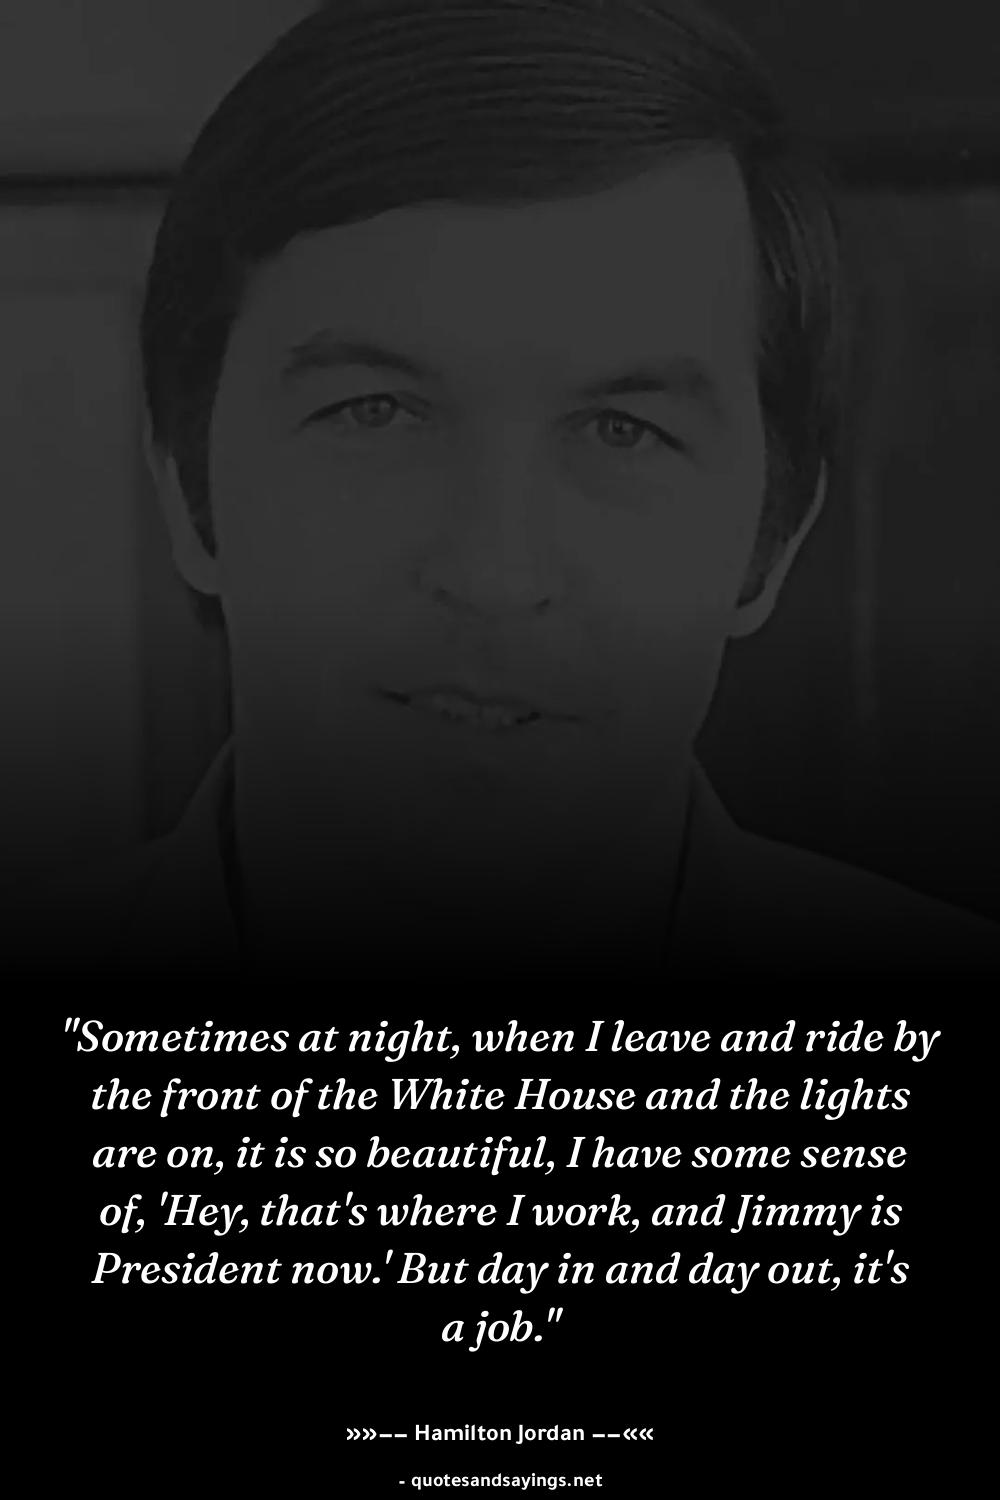 "Sometimes at night, when I leave and ride by
the front of the White House and the lights
are on, it is so beautiful, I have some sense
of, 'Hey, that's where I work, and Jimmy is
President now.' But day in and day out, it's
a job."
»»–– Hamilton Jordan ––««
- quotesandsayings.net